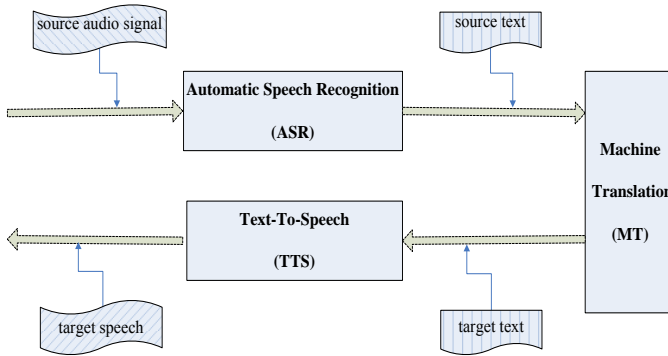 source audio signal
source text
Automatic Speech Recognition
(ASR)
Machine
Translation
(MT)
Text-To-Speech
(TTS)
target speech
target text